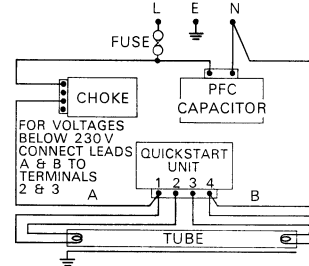 L E N
FUSE
CHOKE
PFC
CAPACITOR
FOR VOLTAGES
BELOW 230V
CONNECT LEADS
A & B TO
TERMINALS
2 & 3
QUICKSTART
UNIT
A
1 2 3 4
B
TUBE